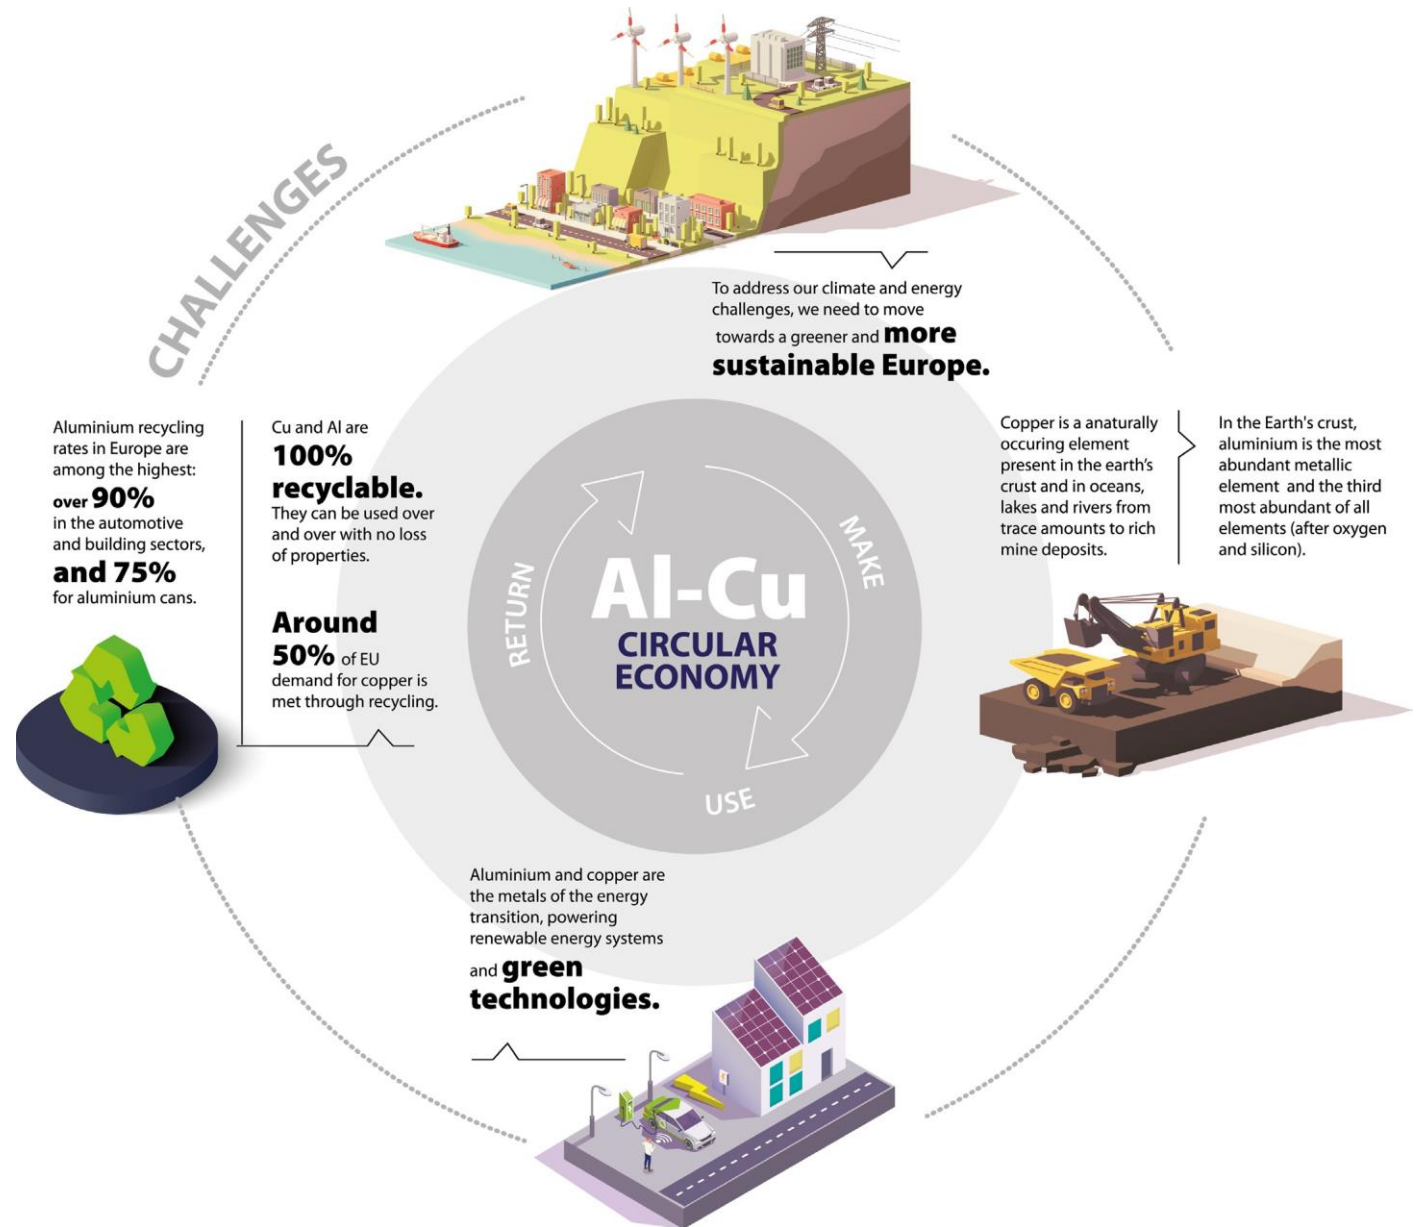 CHALLENGES
To address our climate and energy
challenges, we need to move
towards a greener and more
sustainable Europe.
Aluminium recycling
rates in Europe are
among the highest:
over 90%
in the automotive
and building sectors,
and 75%
for aluminium cans.
Cu and Al are
100%
recyclable.
They can be used over
and over with no loss
of properties.
Around
50% of EU
demand for copper is
met through recycling.
Copper is a anaturally
occuring element
present in the earth's
crust and in oceans,
lakes and rivers from
trace amounts to rich
mine deposits.
In the Earth's crust,
aluminium is the most
abundant metallic
element and the third
most abundant of all
elements (after oxygen
and silicon).
MAKE
RETURN
Al-Cu
CIRCULAR
ECONOMY
USE
Aluminium and copper are
the metals of the energy
transition, powering
renewable energy systems
and green
technologies.